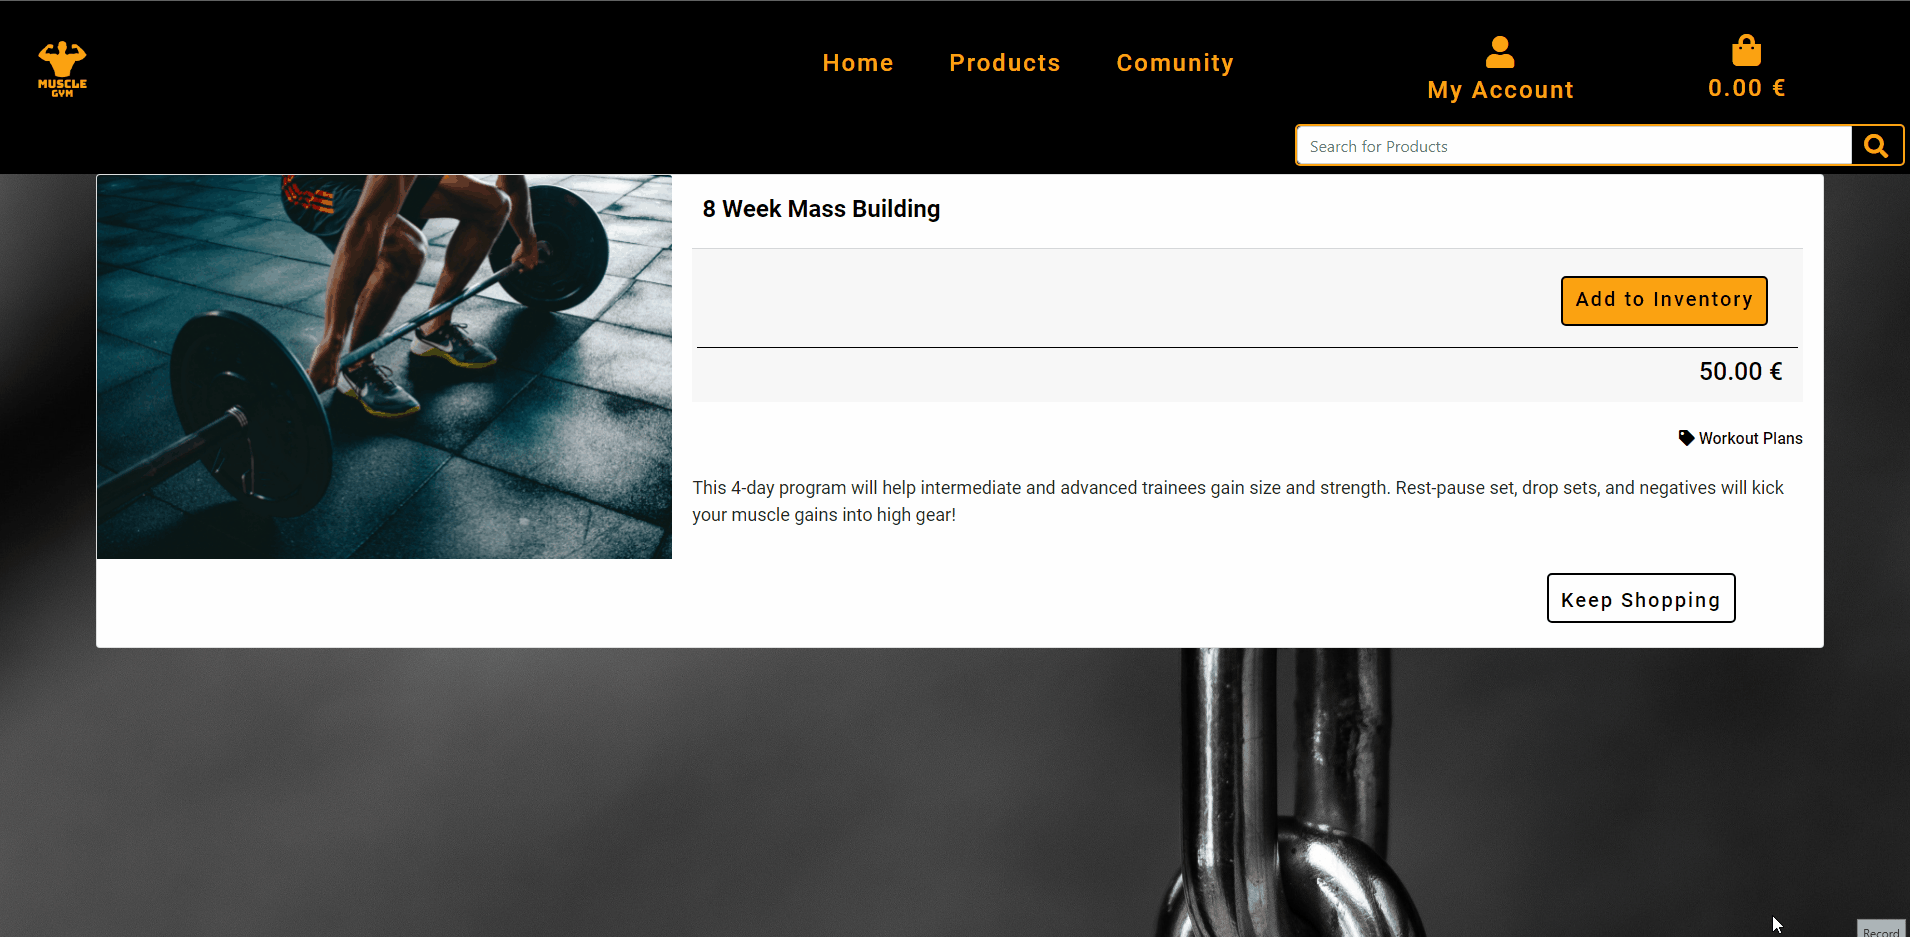 MUSCLE
GYM
Home
Products
Comunity
My Account
0.00 €
Search for Products
8 Week Mass Building
Add to Inventory
50.00 €
Workout Plans
This 4-day program will help intermediate and advanced trainees gain size and strength. Rest-pause set, drop sets, and negatives will kick
your muscle gains into high gear!
Keep Shopping
Record